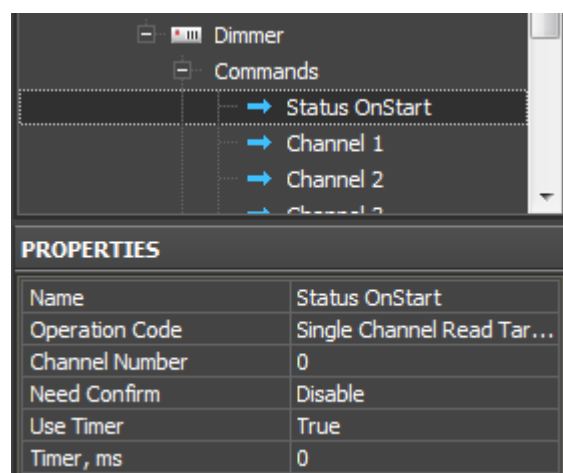 Dimmer
Commands
Status OnStart
Channel 1
Channel 2
PROPERTIES
Name Status OnStart
Operation Code Single Channel Read Tar...
Channel Number 0
Need Confirm Disable
Use Timer True
Timer, ms 0